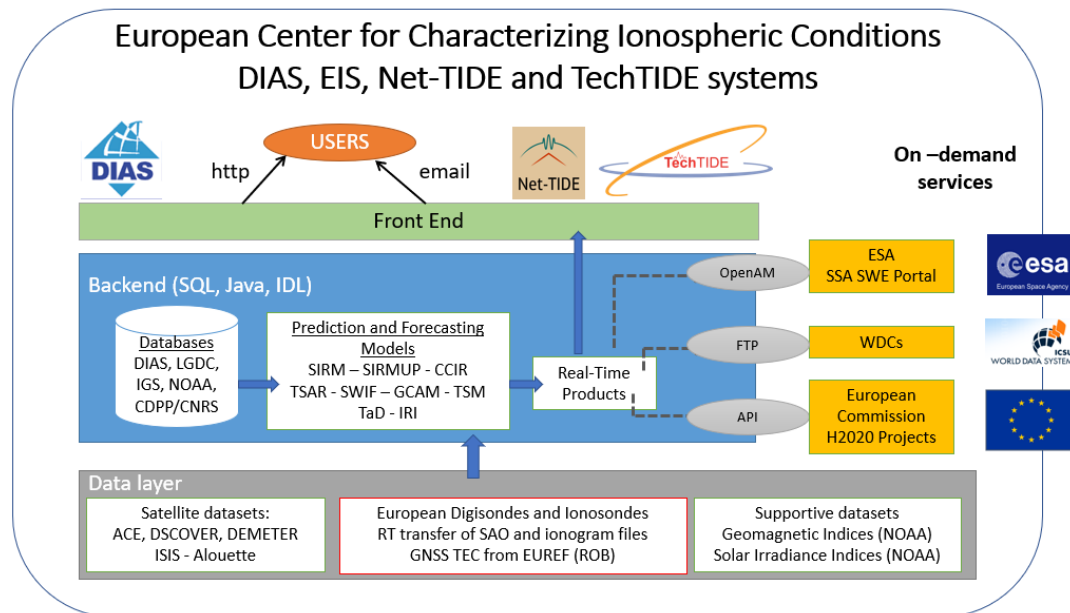 European Center for Characterizing Ionospheric Conditions
DIAS, EIS, Net-TIDE and TechTIDE systems
DIAS
USERS
http
email
Net-TIDE
TechTIDE
On –demand
services
Front End
Backend (SQL, Java, IDL)
Databases
DIAS, LGDC,
IGS, NOAA,
CDPP/CNRS
Prediction and Forecasting
Models
SIRM – SIRMUP - CCIR
TSAR - SWIF – GCAM - TSM
TaD - IRI
Real-Time
Products
OpenAM
ESA
SSA SWE Portal
esa
European Space Agency
FTP
WDCs
ICSU
WORLD DATA SYSTEM
API
European
Commission
H2020 Projects
Data layer
Satellite datasets:
ACE, DSCOVER, DEMETER
ISIS - Alouette
European Digisondes and Ionosondes
RT transfer of SAO and ionogram files
GNSS TEC from EUREF (ROB)
Supportive datasets
Geomagnetic Indices (NOAA)
Solar Irradiance Indices (NOAA)